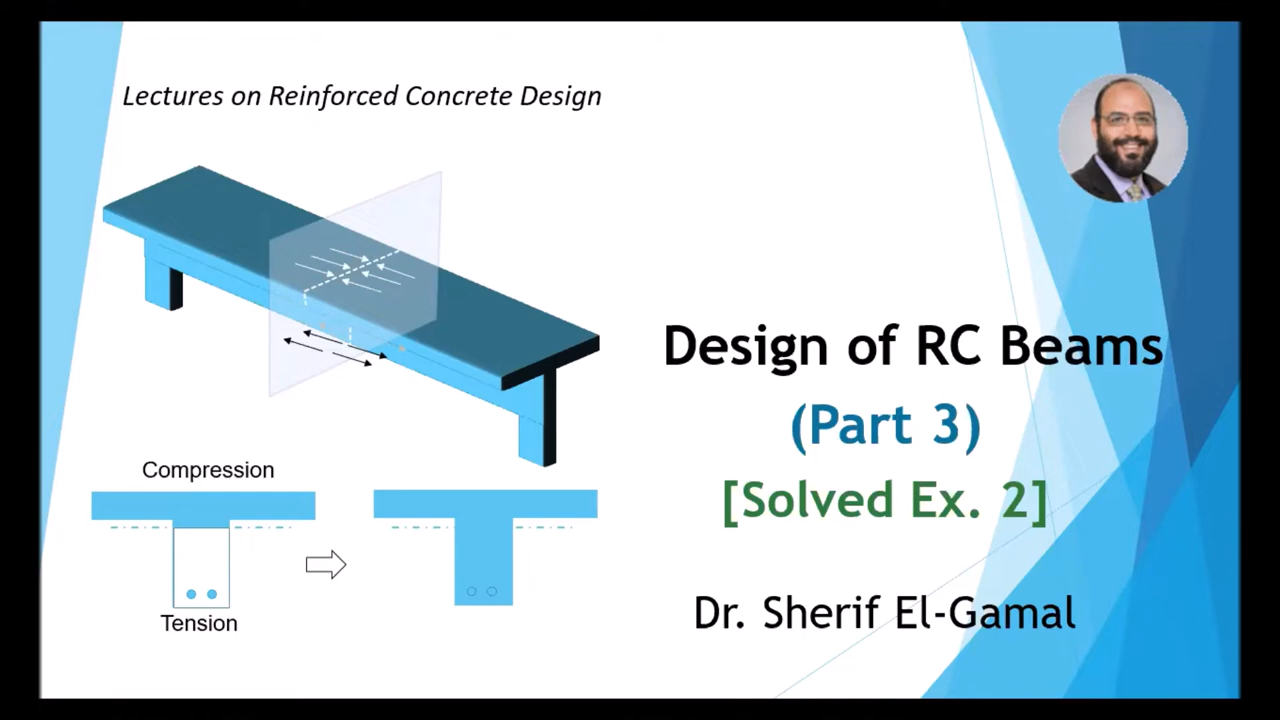 Lectures on Reinforced Concrete Design
Compression
Tension
Design of RC Beams
(Part 3)
[Solved Ex. 2]
Dr. Sherif El-Gamal